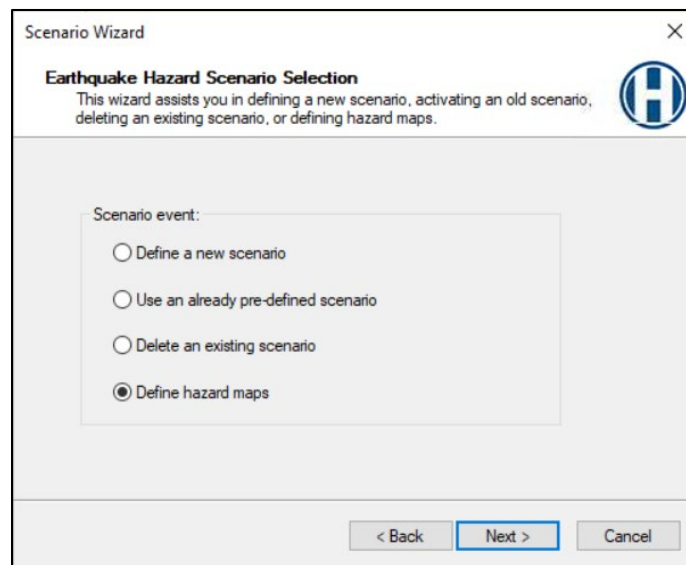 Scenario Wizard
Earthquake Hazard Scenario Selection
This wizard assists you in defining a new scenario, activating an old scenario,
deleting an existing scenario, or defining hazard maps.
Scenario event:
Define a new scenario
Use an already pre-defined scenario
Delete an existing scenario
Define hazard maps
< Back Next > Cancel